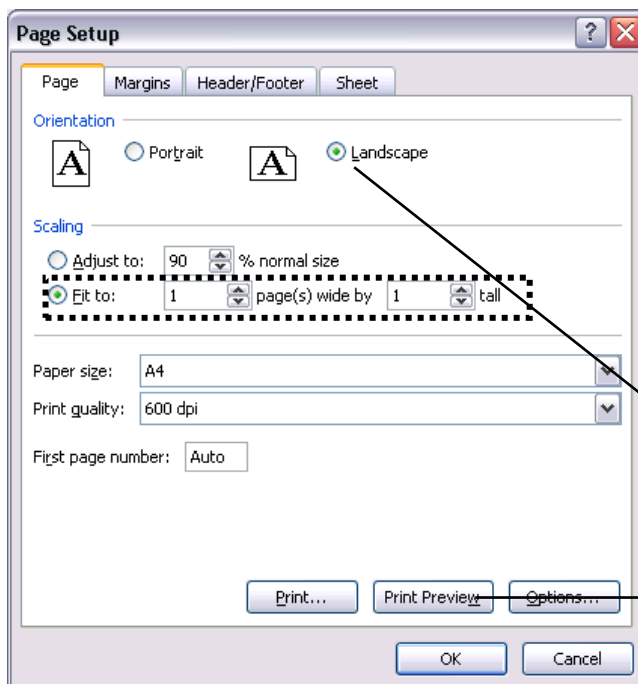 Page Setup
Page Margins Header/Footer Sheet
Orientation
A Portrait A Landscape
Scaling
Adjust to: 90 % normal size
Fit to: 1 page(s) wide by 1 tall
Paper size: A4
Print quality: 600 dpi
First page number: Auto
Print... Print Preview Options...
OK Cancel